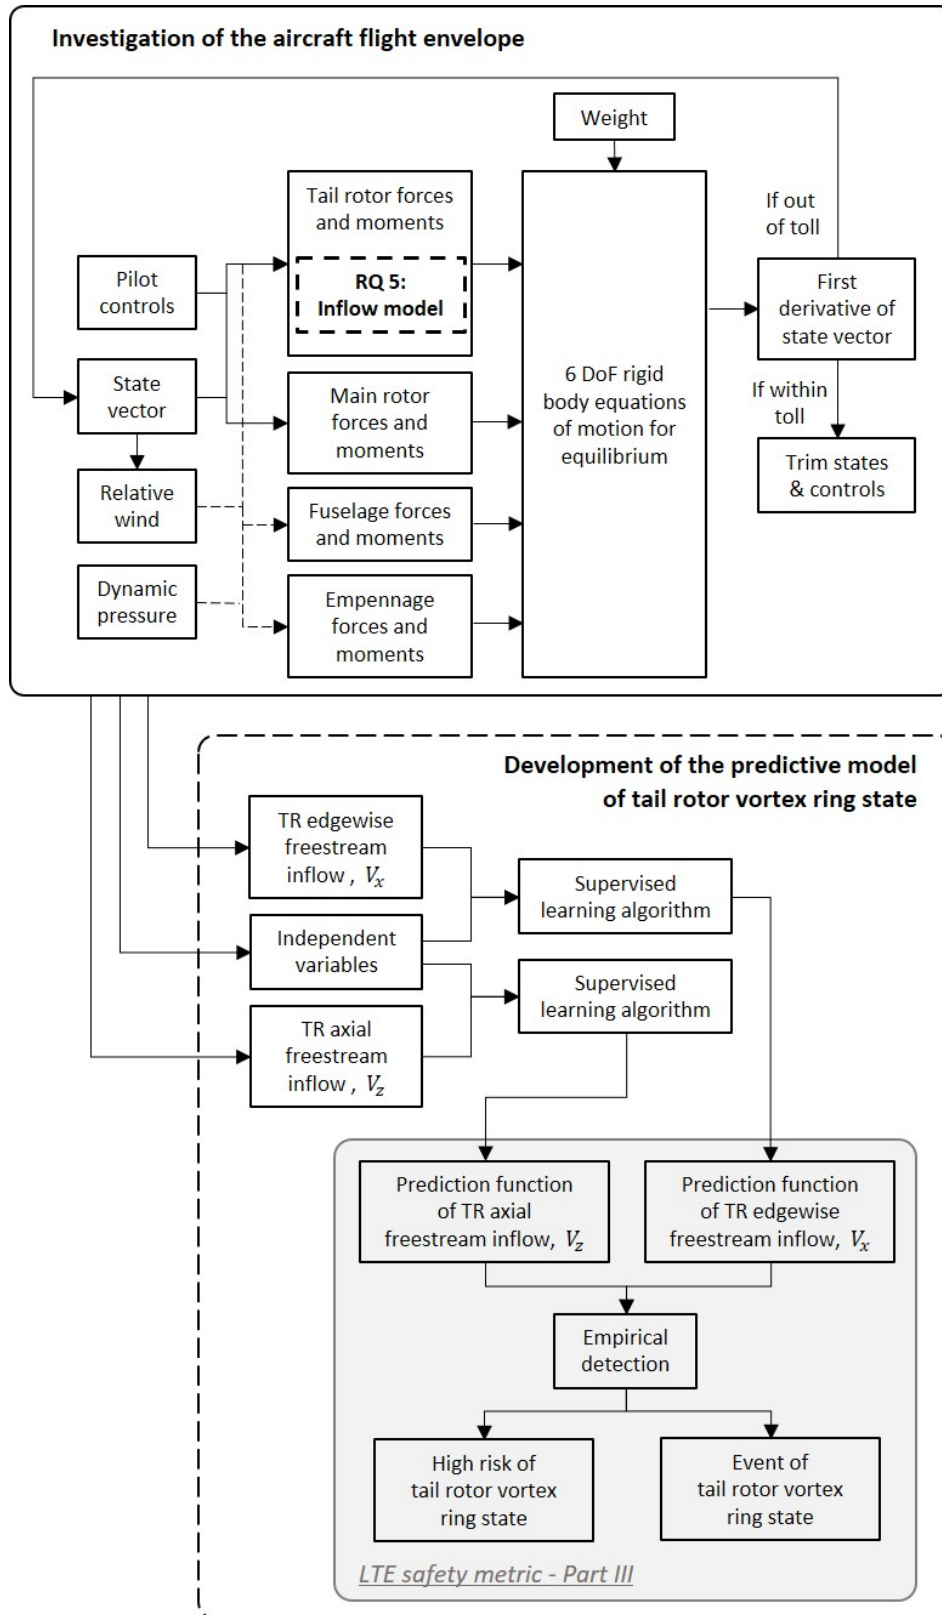 Investigation of the aircraft flight envelope
Weight
Tail rotor forces
and moments
If out
of toll
Pilot
controls
RQ 5:
Inflow model
First
derivative of
state vector
State
vector
Main rotor
forces and
moments
6 DoF rigid
body equations
of motion for
equilibrium
If within
toll
Trim states
& controls
Relative
wind
Fuselage forces
and moments
Dynamic
pressure
Empennage
forces and
moments
Development of the predictive model
of tail rotor vortex ring state
TR edgewise
freestream
inflow , Vₓ
Supervised
learning algorithm
Independent
variables
Supervised
learning algorithm
TR axial
freestream
inflow , V_z
Prediction function
of TR axial
freestream inflow, V_z
Prediction function
of TR edgewise
freestream inflow, Vₓ
Empirical
detection
High risk of
tail rotor vortex
ring state
Event of
tail rotor vortex
ring state
LTE safety metric - Part III